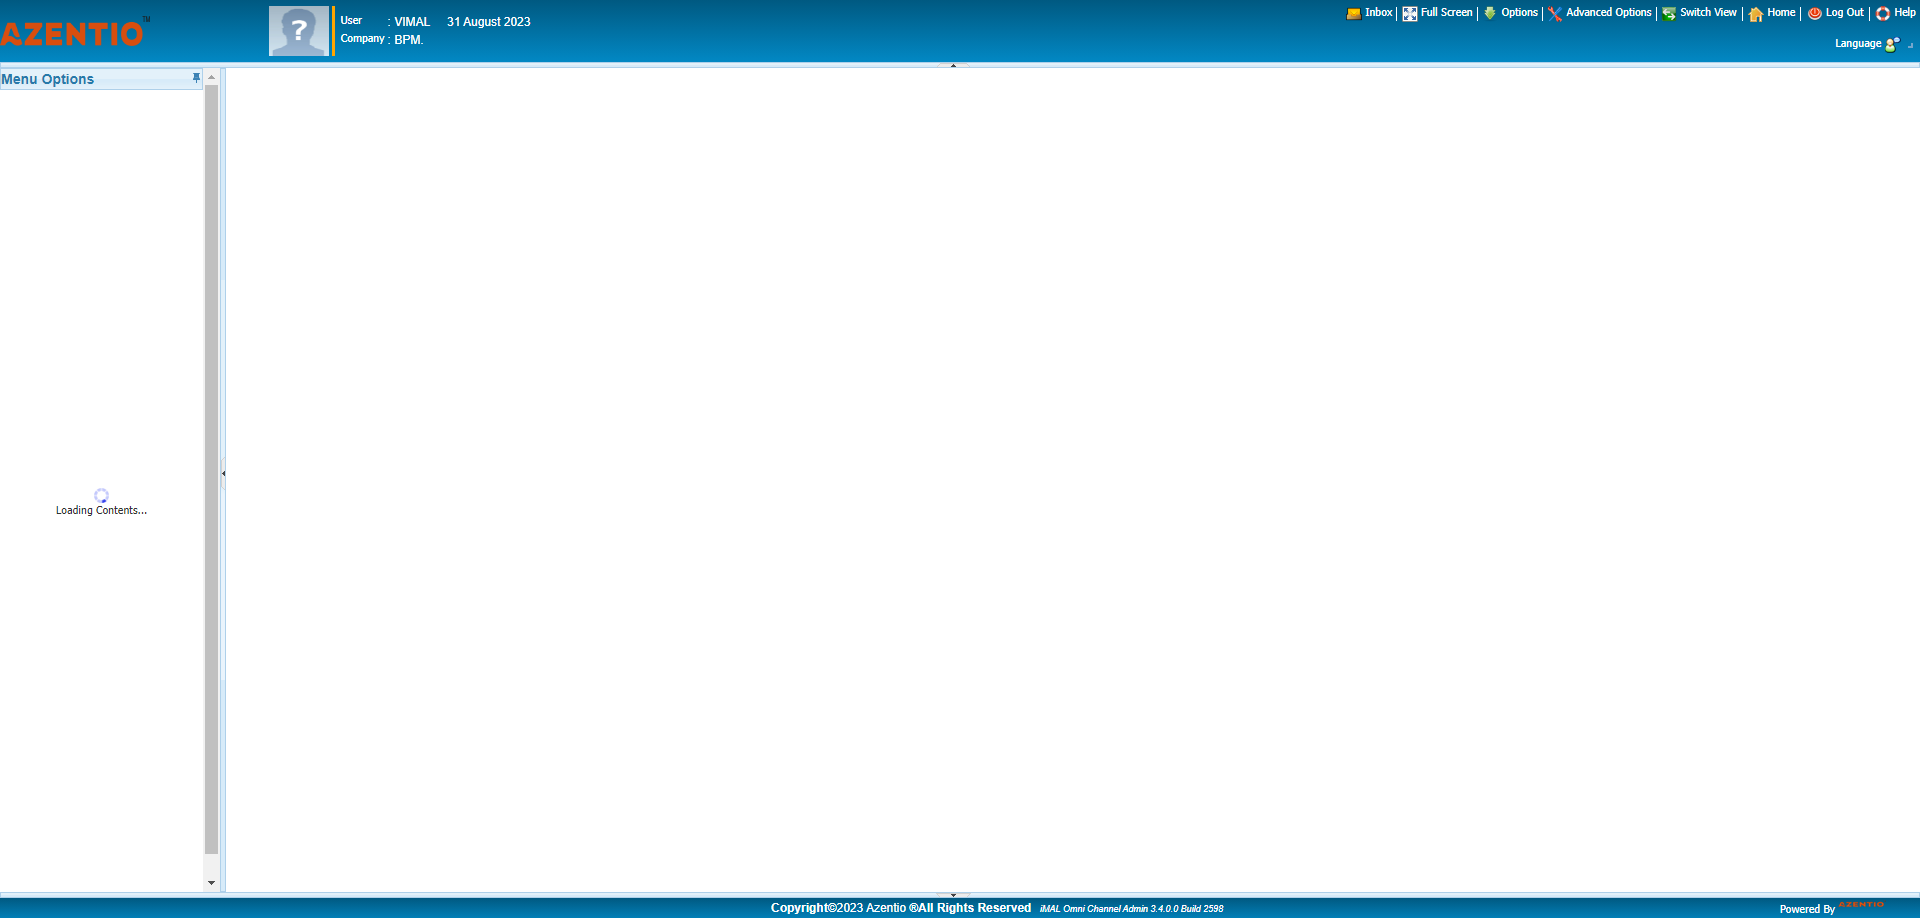 AZENTIO™
User : VIMAL 31 August 2023
Company : BPM.
Inbox Full Screen Options Advanced Options Switch View Home Log Out Help
Language
Menu Options
Loading Contents...
Copyright©2023 Azentio ®All Rights Reserved iMAL Omni Channel Admin 3.4.0.0 Build 2598
Powered By AZENTIO